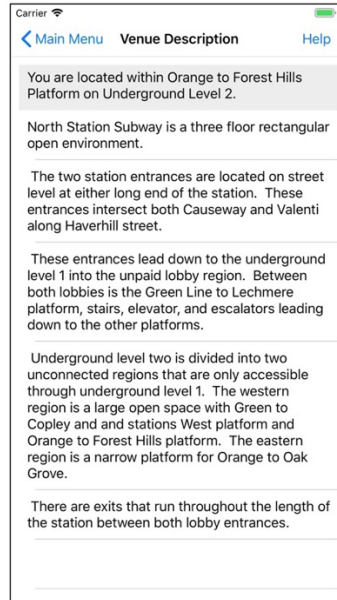 Carrier
Main Menu Venue Description Help
You are located within Orange to Forest Hills
Platform on Underground Level 2.
North Station Subway is a three floor rectangular
open environment.
The two station entrances are located on street
level at either long end of the station. These
entrances intersect both Causeway and Valenti
along Haverhill street.
These entrances lead down to the underground
level 1 into the unpaid lobby region. Between
both lobbies is the Green Line to Lechmere
platform, stairs, elevator, and escalators leading
down to the other platforms.
Underground level two is divided into two
unconnected regions that are only accessible
through underground level 1. The western
region is a large open space with Green to
Copley and and stations West platform and
Orange to Forest Hills platform. The eastern
region is a narrow platform for Orange to Oak
Grove.
There are exits that run throughout the length of
the station between both lobby entrances.